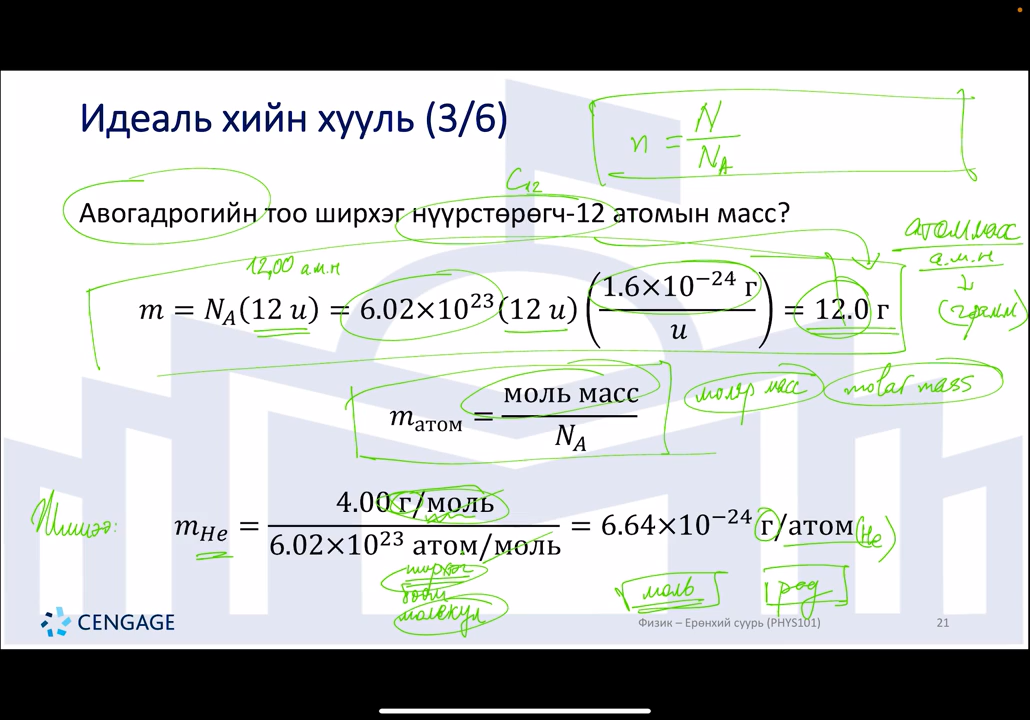 Идеаль хийн хууль (3/6)
n = N / N_A
C12
Авогадрогийн тоо ширхэг нүүрстөрөгч-12 атомын масс?
атом масс
а.м.н
(грамм)
12,00 а.м.н
m = N_A(12 u) = 6.02×10²³(12 u)(1.6×10⁻²⁴ г / u) = 12.0 г
моляр масс molar mass
m_атом = моль масс / N_A
Жишээ:
m_He = 4.00 г/моль / 6.02×10²³ атом/моль = 6.64×10⁻²⁴ г/атом (He)
ширхэг
молекул
моль
CENGAGE
Физик – Ерөнхий суурь (PHYS101)
21